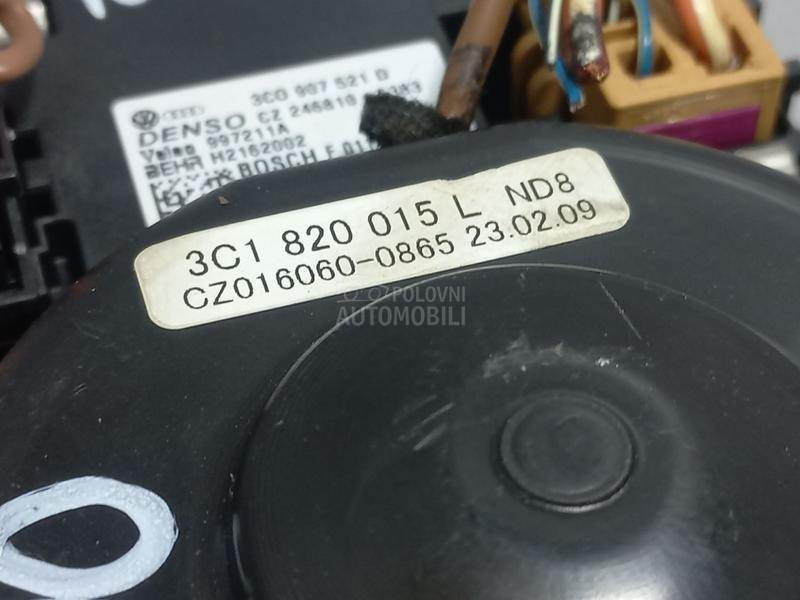 3C0 907 521 D
DENSO CZ 246810
Valeo 997211A
BEHR H2162002
BOSCH F 01
3C1 820 015 L ND8
CZ016060-0865 23.02.09
POLOVNI
AUTOMOBILI